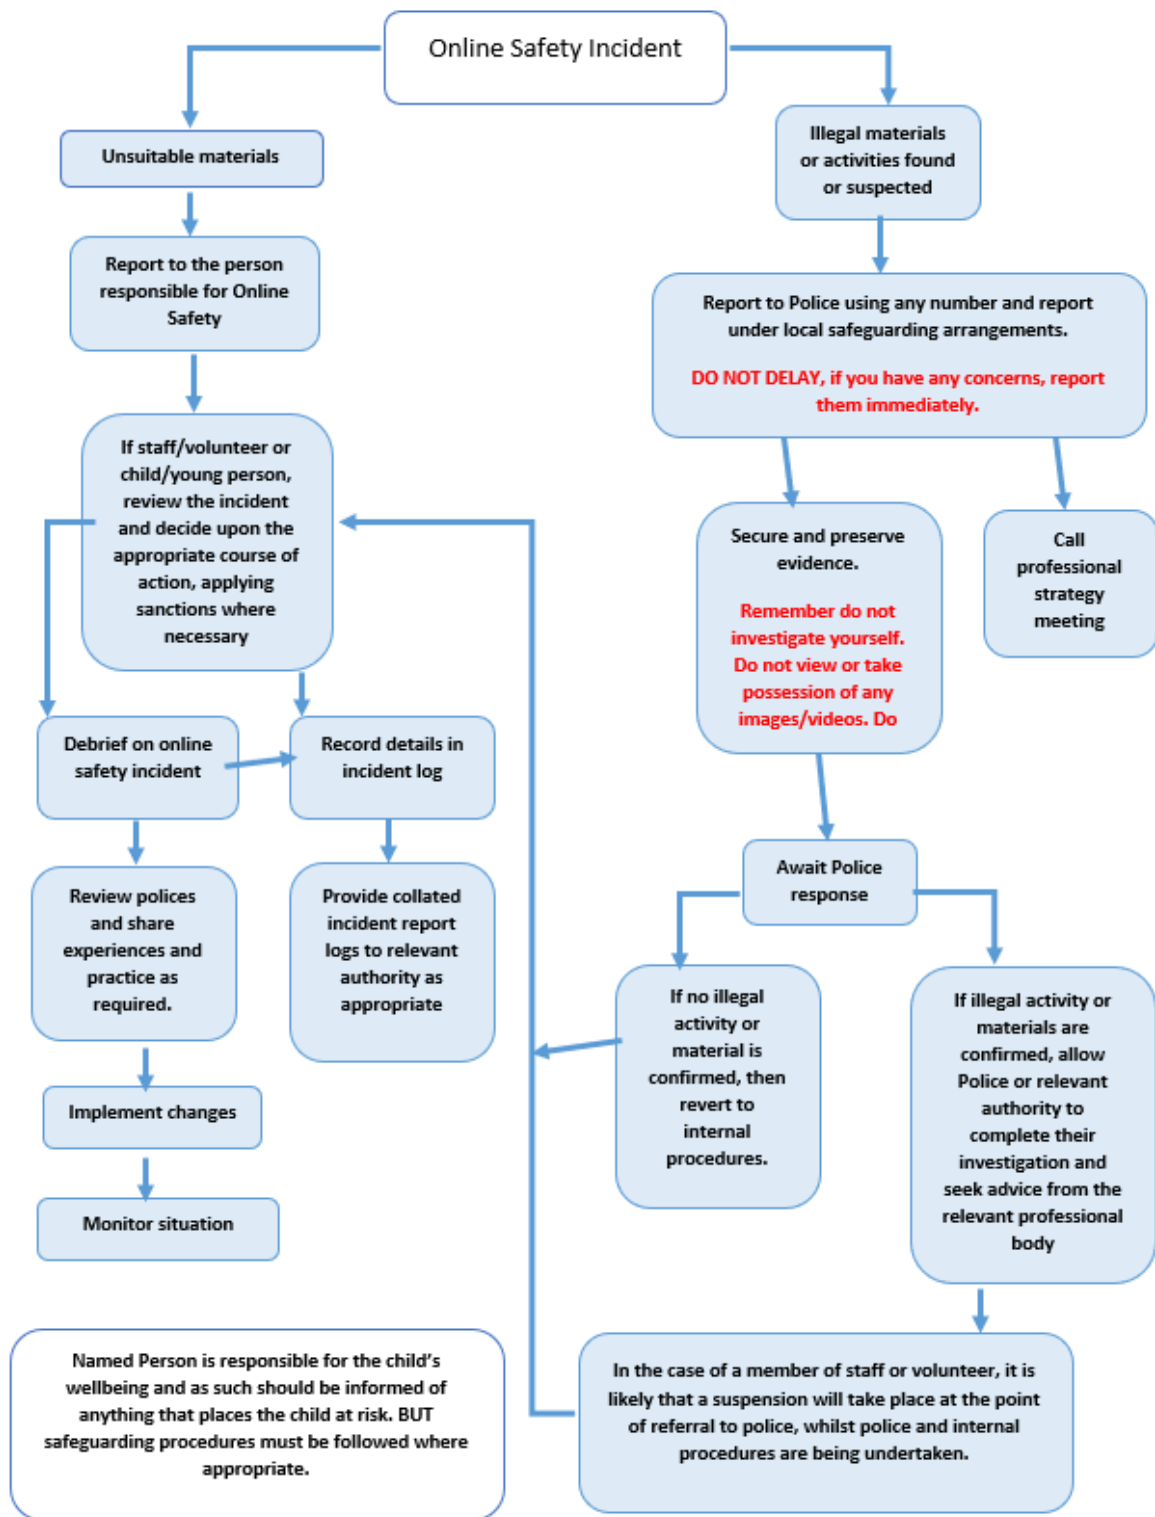 Online Safety Incident
Unsuitable materials
Report to the person
responsible for Online
Safety
If staff/volunteer or
child/young person,
review the incident
and decide upon the
appropriate course of
action, applying
sanctions where
necessary
Debrief on online
safety incident
Record details in
incident log
Review polices
and share
experiences and
practice as
required.
Provide collated
incident report
logs to relevant
authority as
appropriate
Implement changes
Monitor situation
Illegal materials
or activities found
or suspected
Report to Police using any number and report
under local safeguarding arrangements.
DO NOT DELAY, if you have any concerns, report
them immediately.
Secure and preserve
evidence.
Remember do not
investigate yourself.
Do not view or take
possession of any
images/videos. Do
Call
professional
strategy
meeting
Await Police
response
If no illegal
activity or
material is
confirmed, then
revert to
internal
procedures.
If illegal activity or
materials are
confirmed, allow
Police or relevant
authority to
complete their
investigation and
seek advice from the
relevant professional
body
In the case of a member of staff or volunteer, it is
likely that a suspension will take place at the point
of referral to police, whilst police and internal
procedures are being undertaken.
Named Person is responsible for the child's
wellbeing and as such should be informed of
anything that places the child at risk. BUT
safeguarding procedures must be followed where
appropriate.